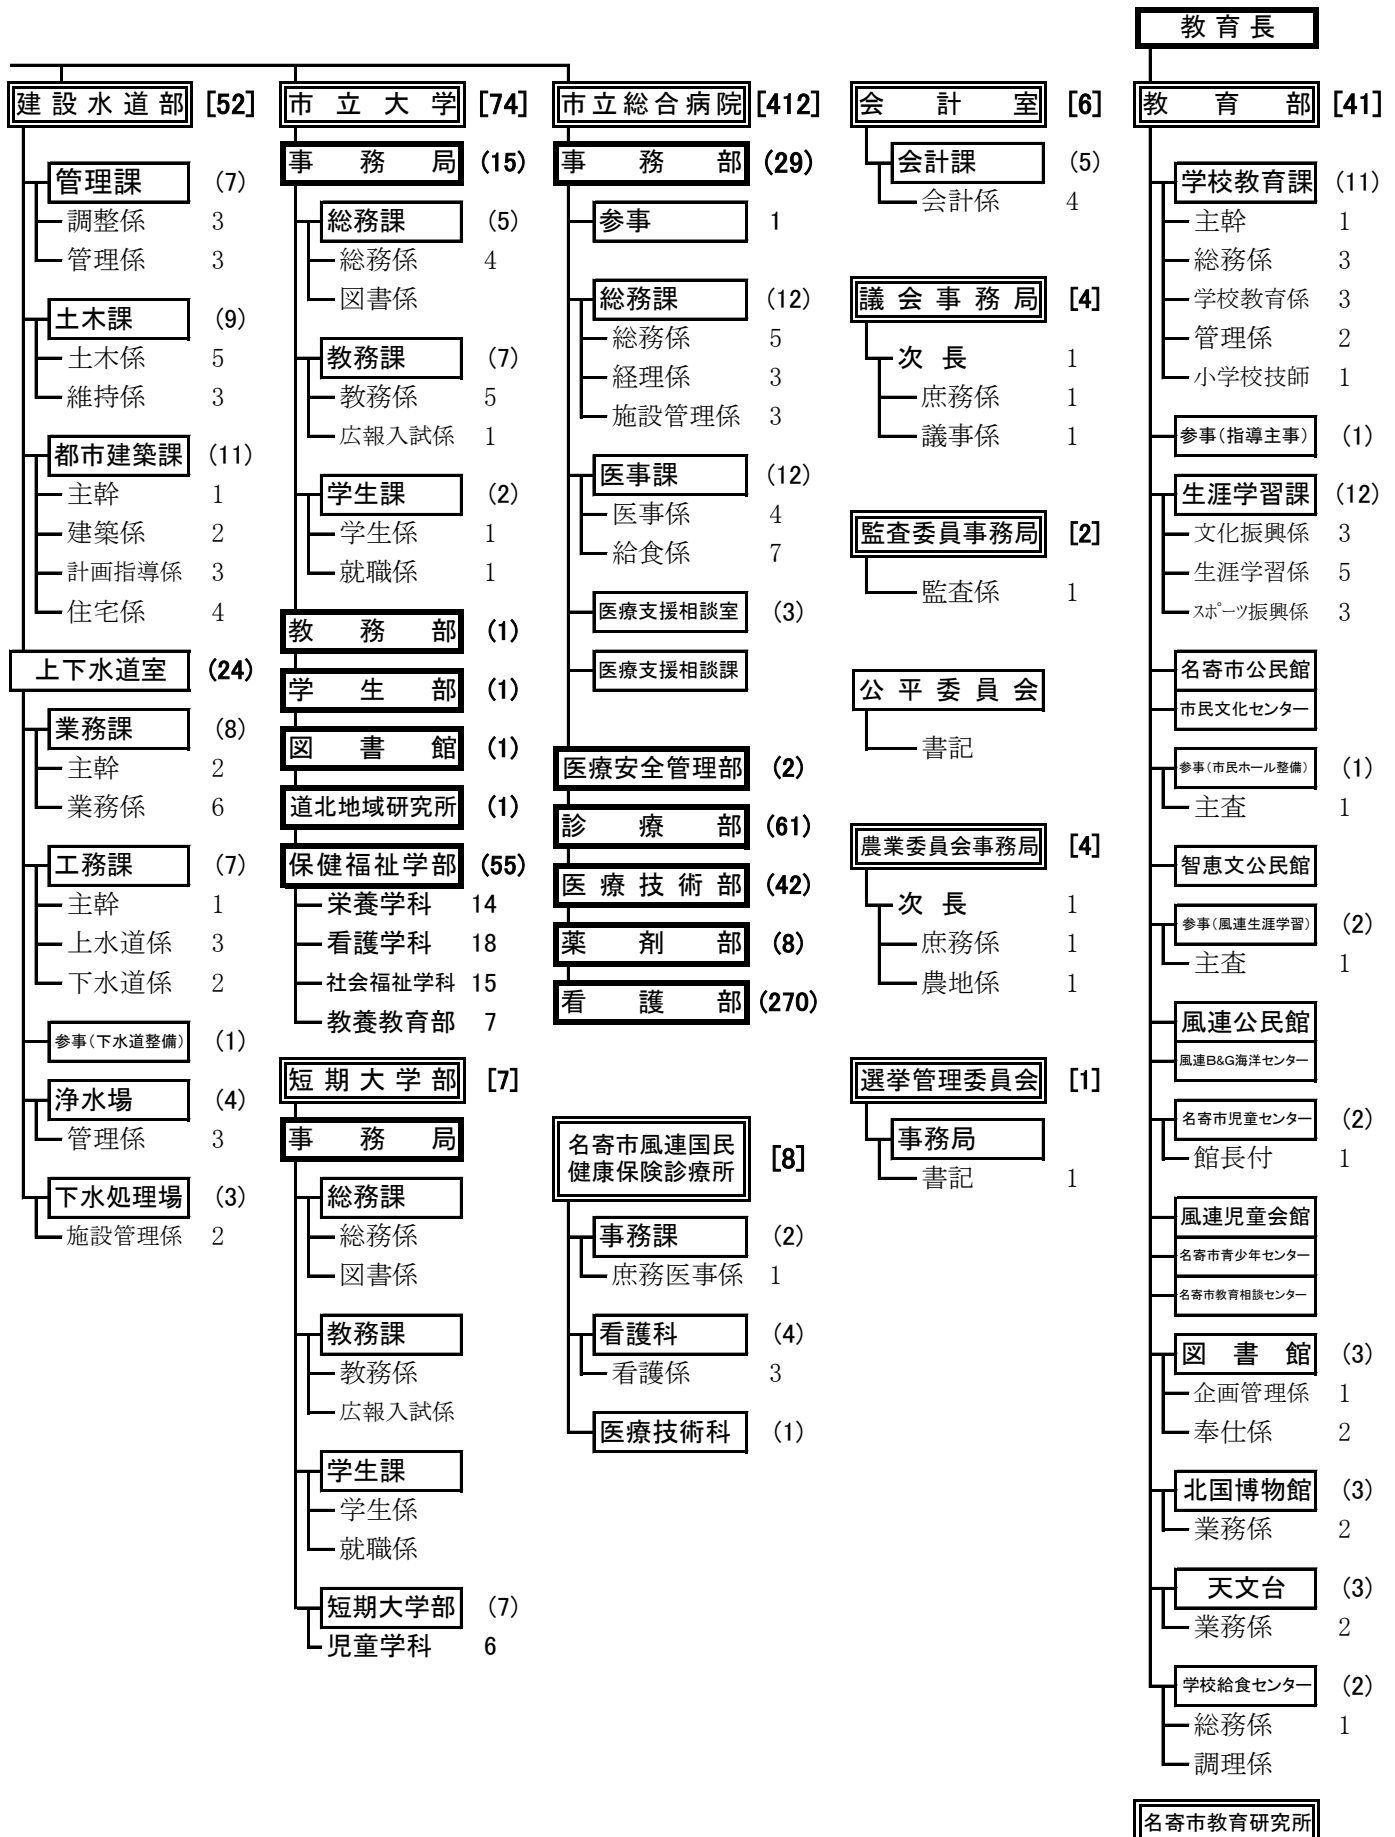 建設水道部 [52]
管理課 (7)
調整係 3
管理係 3
土木課 (9)
土木係 5
維持係 3
都市建築課 (11)
主幹 1
建築係 2
計画指導係 3
住宅係 4
上下水道室 (24)
業務課 (8)
主幹 2
業務係 6
工務課 (7)
主幹 1
上水道係 3
下水道係 2
参事(下水道整備) (1)
浄水場 (4)
管理係 3
下水処理場 (3)
施設管理係 2
市立大学 [74]
事務局 (15)
総務課 (5)
総務係 4
図書係
教務課 (7)
教務係 5
広報入試係 1
学生課 (2)
学生係 1
就職係 1
教務部 (1)
学生部 (1)
図書館 (1)
道北地域研究所 (1)
保健福祉学部 (55)
栄養学科 14
看護学科 18
社会福祉学科 15
教養教育部 7
短期大学部 [7]
事務局
総務課
総務係
図書係
教務課
教務係
広報入試係
学生課
学生係
就職係
短期大学部 (7)
児童学科 6
市立総合病院 [412]
事務部 (29)
参事 1
総務課 (12)
総務係 5
経理係 3
施設管理係 3
医事課 (12)
医事係 4
給食係 7
医療支援相談室 (3)
医療支援相談課
医療安全管理部 (2)
診療部 (61)
医療技術部 (42)
薬剤部 (8)
看護部 (270)
名寄市風連国民
健康保険診療所 [8]
事務課 (2)
庶務医事係 1
看護科 (4)
看護係 3
医療技術科 (1)
会計室 [6]
会計課 (5)
会計係 4
議会事務局 [4]
次長 1
庶務係 1
議事係 1
監査委員事務局 [2]
監査係 1
公平委員会
書記
農業委員会事務局 [4]
次長 1
庶務係 1
農地係 1
選挙管理委員会 [1]
事務局
書記 1
教育長
教育部 [41]
学校教育課 (11)
主幹 1
総務係 3
学校教育係 3
管理係 2
小学校技師 1
参事(指導主事) (1)
生涯学習課 (12)
文化振興係 3
生涯学習係 5
スポーツ振興係 3
名寄市公民館
市民文化センター
参事(市民ホール整備) (1)
主査 1
智恵文公民館
参事(風連生涯学習) (2)
主査 1
風連公民館
風連B&G海洋センター
名寄市児童センター (2)
館長付 1
風連児童会館
名寄市青少年センター
名寄市教育相談センター
図書館 (3)
企画管理係 1
奉仕係 2
北国博物館 (3)
業務係 2
天文台 (3)
業務係 2
学校給食センター (2)
総務係 1
調理係
名寄市教育研究所